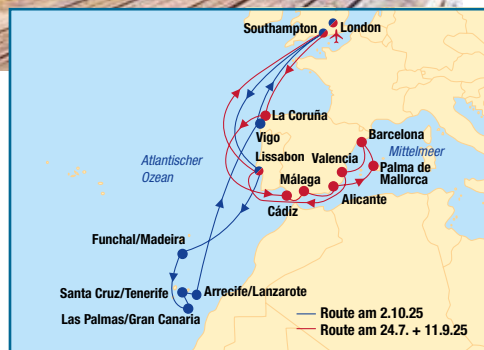 Southampton
London
La Coruña
Vigo
Lissabon
Barcelona
Mittelmeer
Valencia
Palma de
Mallorca
Málaga
Alicante
Cádiz
Atlantischer
Ozean
Funchal/Madeira
Santa Cruz/Tenerife
Arrecife/Lanzarote
Las Palmas/Gran Canaria
Route am 2.10.25
Route am 24.7. + 11.9.25